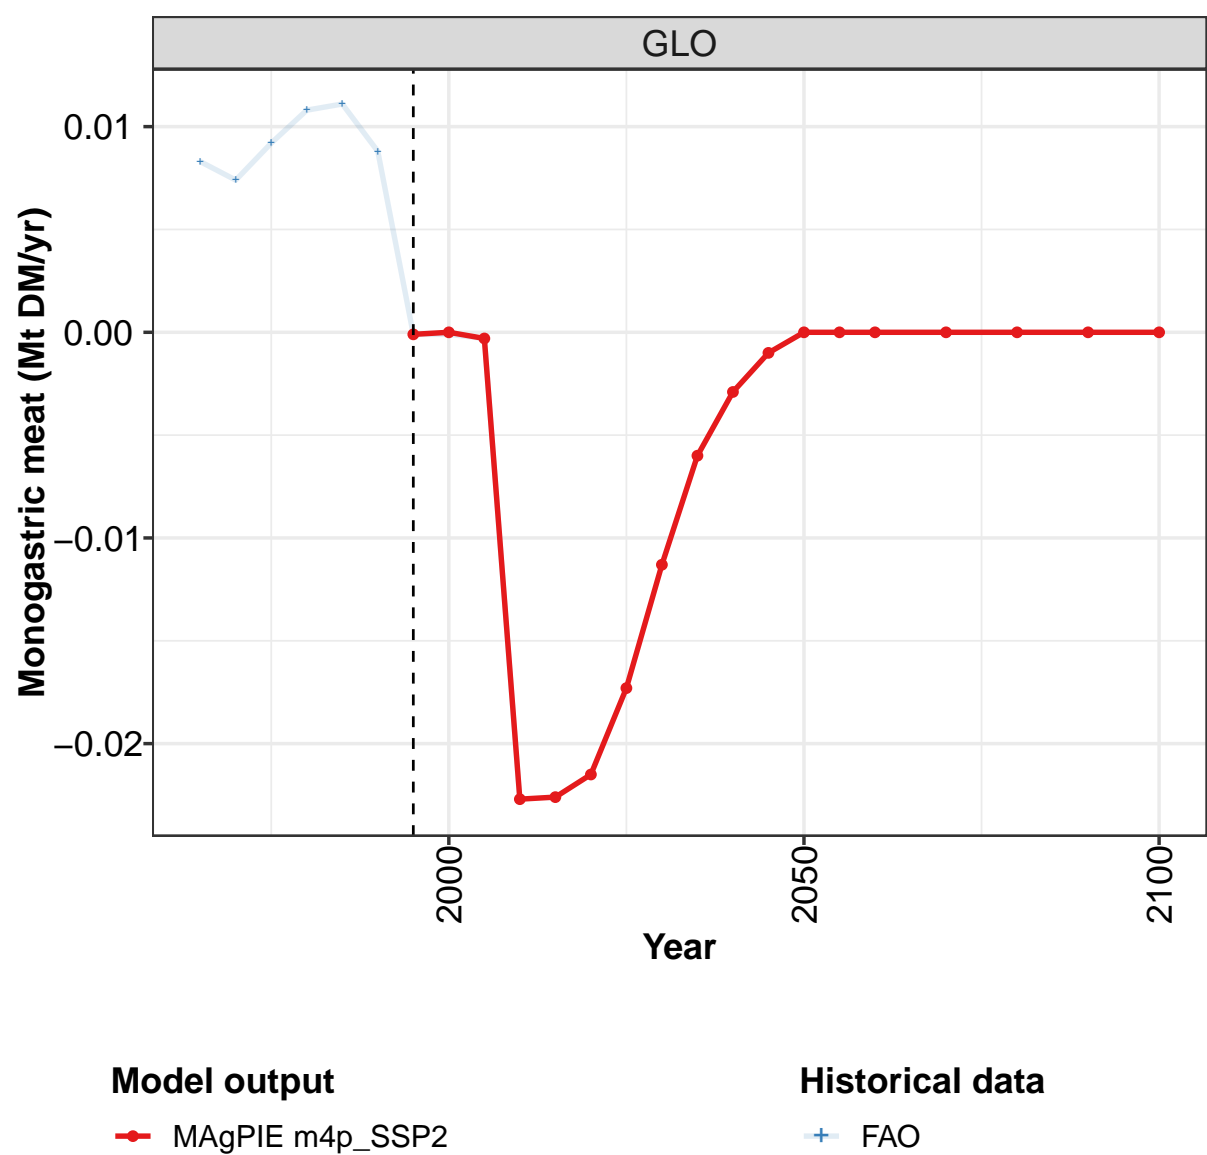 GLO
Monogastric meat (Mt DM/yr)
0.01
0.00
−0.01
−0.02
2000
2050
2100
Year
Model output
MAgPIE m4p_SSP2
Historical data
FAO